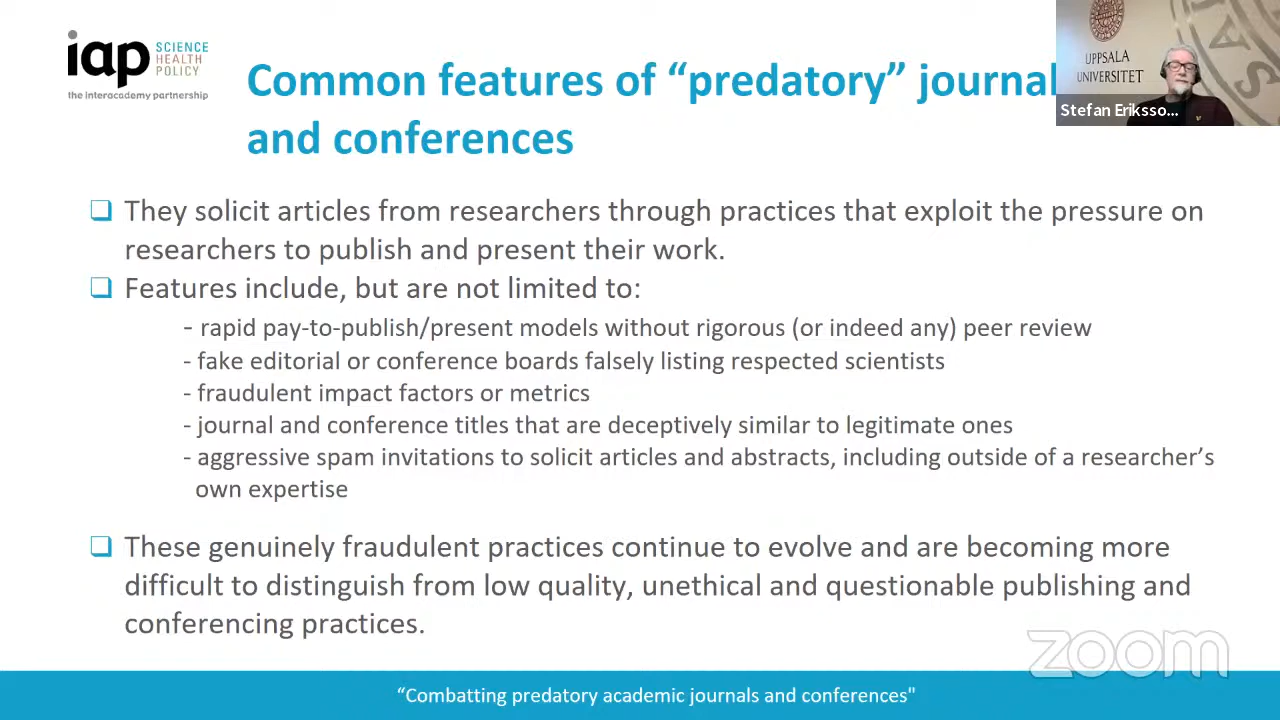 iap SCIENCE
HEALTH
POLICY
the interacademy partnership
Common features of “predatory” journal
and conferences
UPPSALA
UNIVERSITET
Stefan Eriksso...
❑ They solicit articles from researchers through practices that exploit the pressure on
researchers to publish and present their work.
❑ Features include, but are not limited to:
- rapid pay-to-publish/present models without rigorous (or indeed any) peer review
- fake editorial or conference boards falsely listing respected scientists
- fraudulent impact factors or metrics
- journal and conference titles that are deceptively similar to legitimate ones
- aggressive spam invitations to solicit articles and abstracts, including outside of a researcher’s
own expertise
❑ These genuinely fraudulent practices continue to evolve and are becoming more
difficult to distinguish from low quality, unethical and questionable publishing and
conferencing practices.
zoom
“Combatting predatory academic journals and conferences"